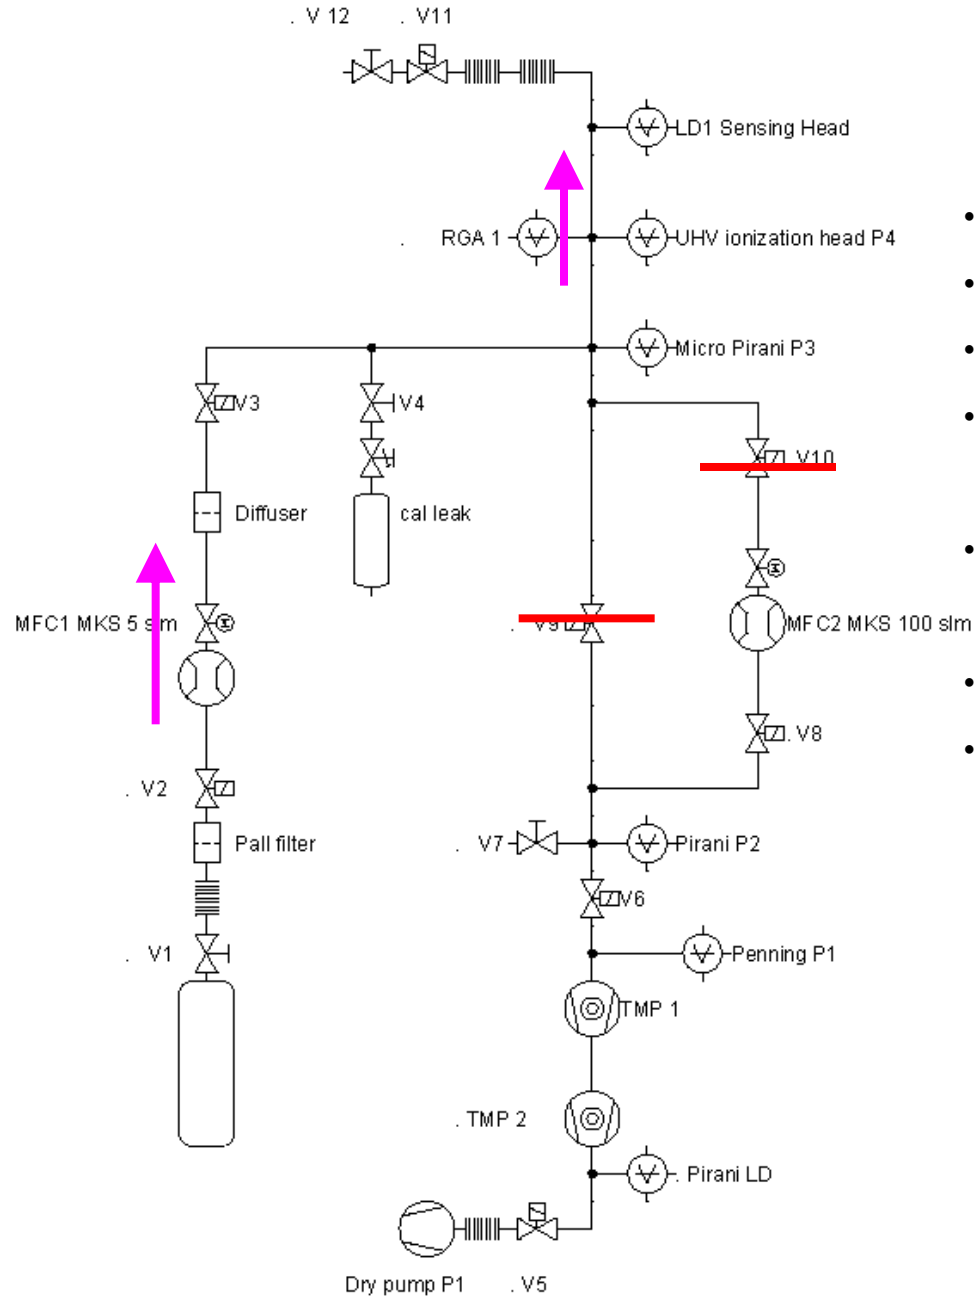 . V 12
. V11
LD1 Sensing Head
. RGA 1
UHV ionization head P4
Micro Pirani P3
V3
V4
. V10
Diffuser
cal leak
MFC1 MKS 5 slm
. V9
MFC2 MKS 100 slm
. V8
. V2
Pall filter
. V7
Pirani P2
V6
. V1
Penning P1
TMP 1
. TMP 2
. Pirani LD
Dry pump P1
. V5